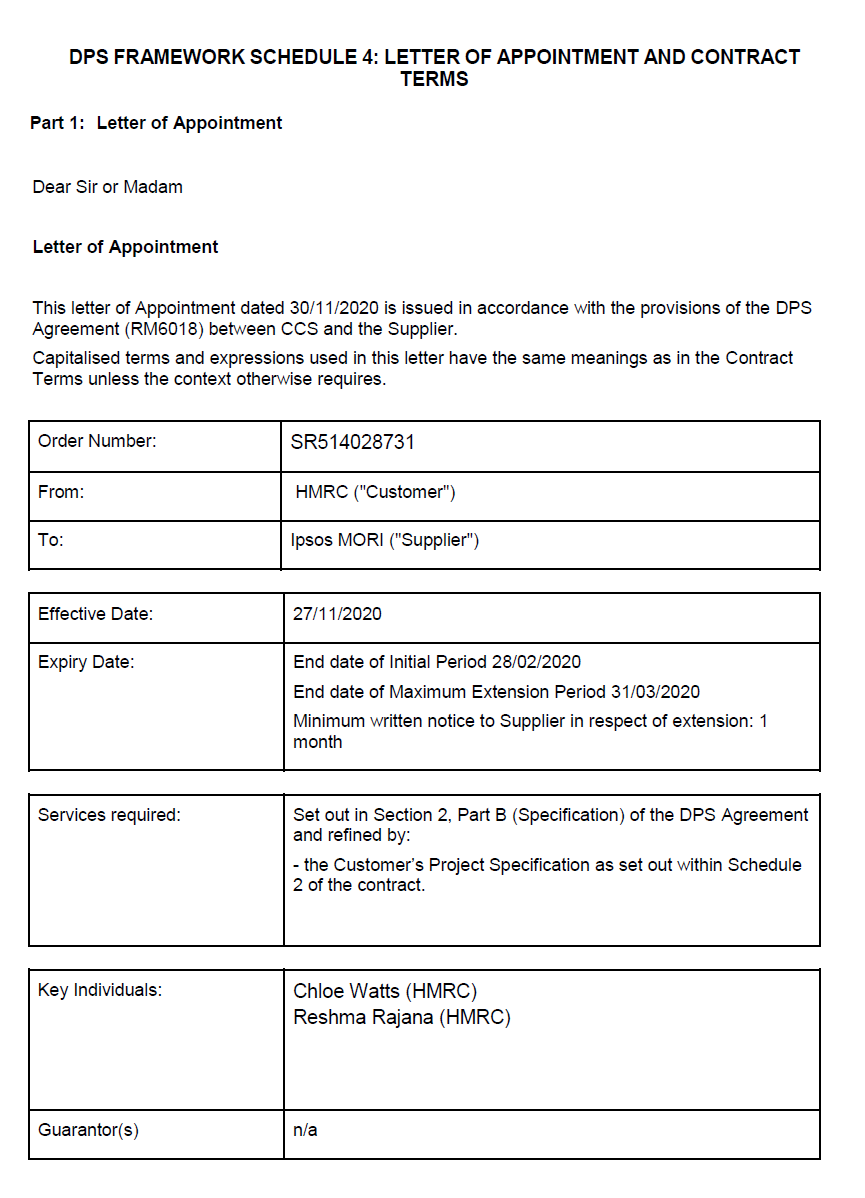 DPS FRAMEWORK SCHEDULE 4: LETTER OF APPOINTMENT AND CONTRACT
TERMS
Part 1: Letter of Appointment
Dear Sir or Madam
Letter of Appointment
This letter of Appointment dated 30/11/2020 is issued in accordance with the provisions of the DPS
Agreement (RM6018) between CCS and the Supplier.
Capitalised terms and expressions used in this letter have the same meanings as in the Contract
Terms unless the context otherwise requires.
Order Number: SR514028731
From: HMRC ("Customer")
To: Ipsos MORI ("Supplier")
Effective Date: 27/11/2020
Expiry Date: End date of Initial Period 28/02/2020
End date of Maximum Extension Period 31/03/2020
Minimum written notice to Supplier in respect of extension: 1
month
Services required: Set out in Section 2, Part B (Specification) of the DPS Agreement
and refined by:
- the Customer’s Project Specification as set out within Schedule
2 of the contract.
Key Individuals: Chloe Watts (HMRC)
Reshma Rajana (HMRC)
Guarantor(s) n/a